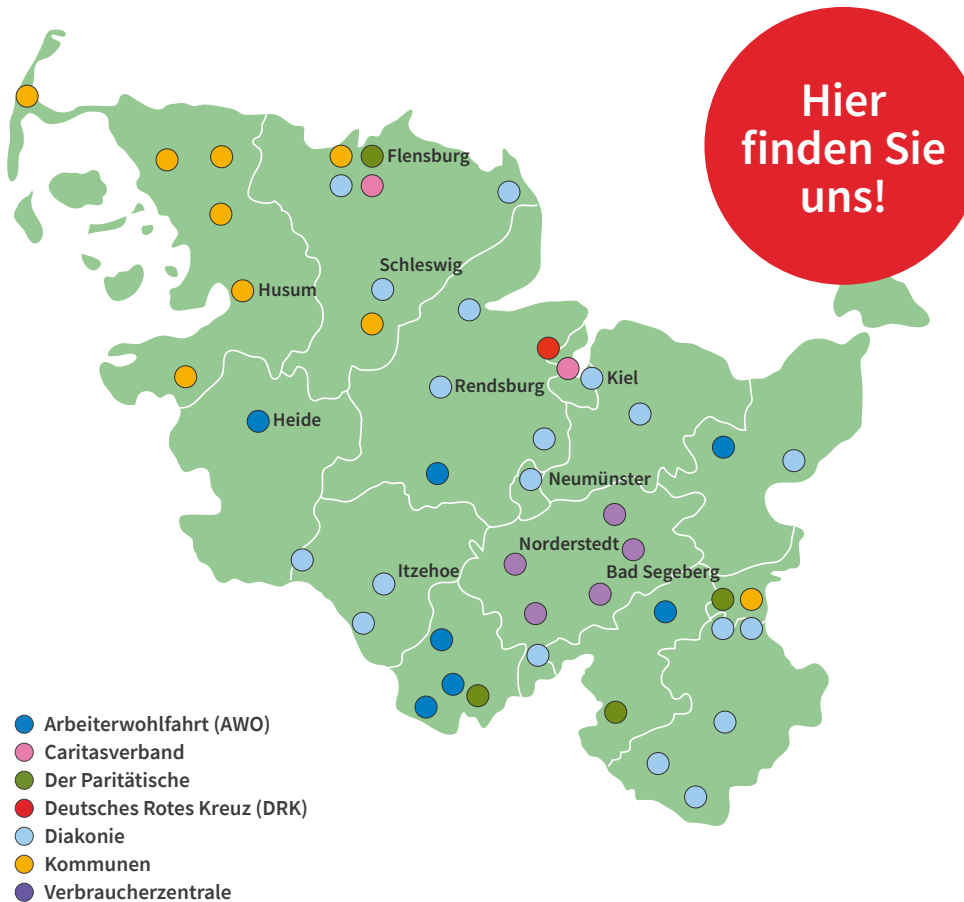 Hier
finden Sie
uns!
Flensburg
Schleswig
Husum
Rendsburg
Kiel
Heide
Neumünster
Norderstedt
Bad Segeberg
Itzehoe
Arbeiterwohlfahrt (AWO)
Caritasverband
Der Paritätische
Deutsches Rotes Kreuz (DRK)
Diakonie
Kommunen
Verbraucherzentrale